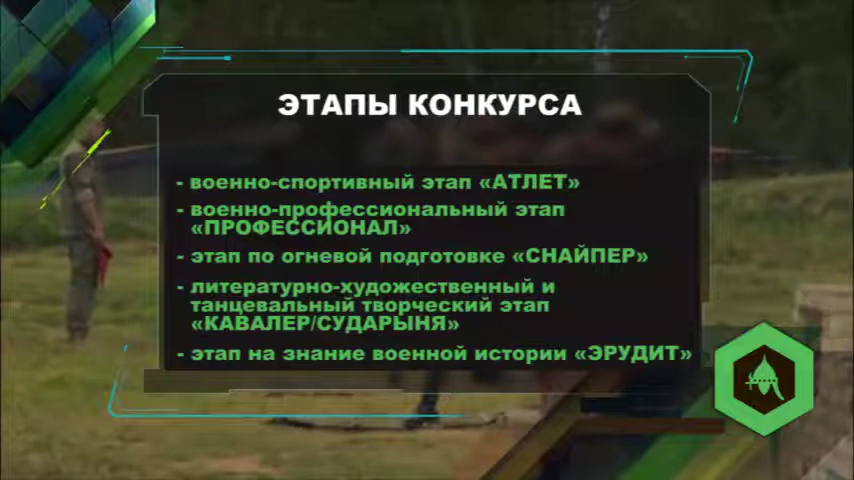 ЭТАПЫ КОНКУРСА
- военно-спортивный этап «АТЛЕТ»
- военно-профессиональный этап
«ПРОФЕССИОНАЛ»
- этап по огневой подготовке «СНАЙПЕР»
- литературно-художественный и
танцевальный творческий этап
«КАВАЛЕР/СУДАРЫНЯ»
- этап на знание военной истории «ЭРУДИТ»